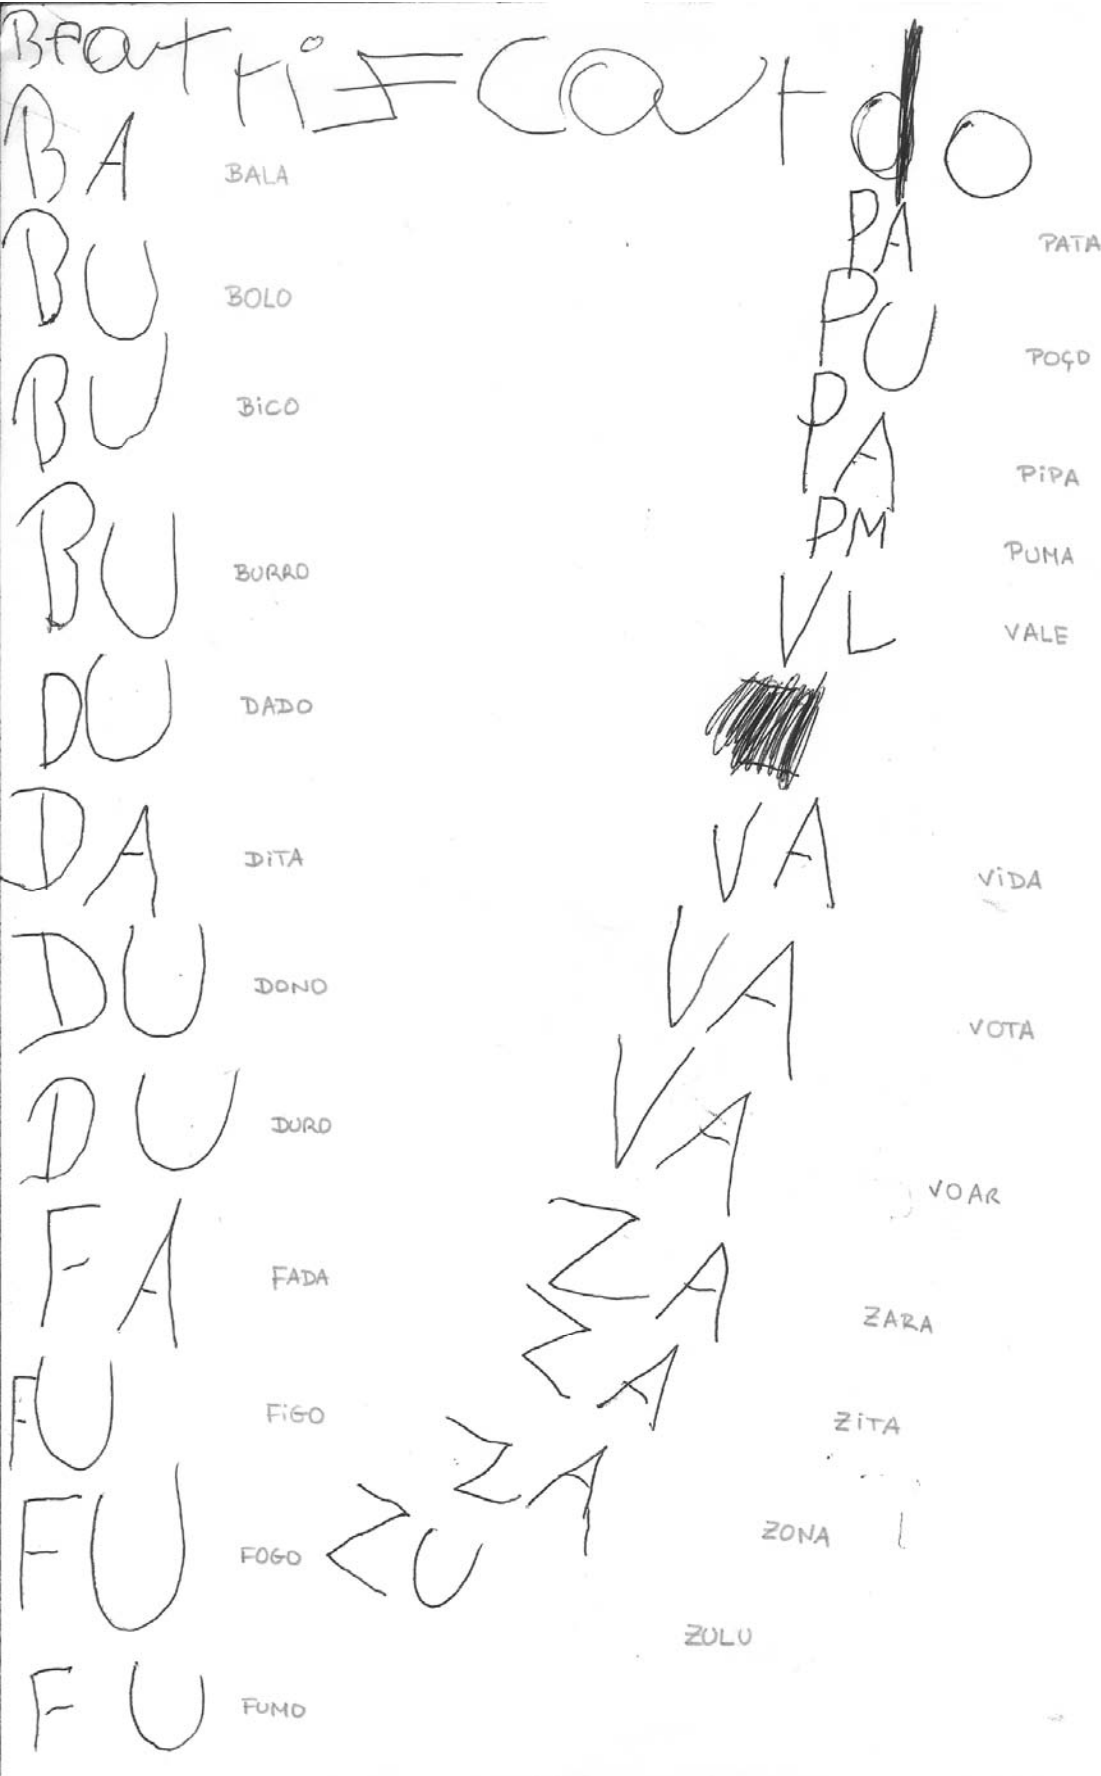 BEatriz cardo
BA BALA
BU BOLO
BU BiCO
BU BURRO
DU DADO
DA DiTA
DU DONO
DU DURO
FA FADA
FU FiGO
FU FOGO
FU FUMO
PA PATA
PU POÇO
PA PiPA
PM PUMA
VL VALE
VA ViDA
VA VOTA
VA VOAR
ZA ZARA
ZA ZiTA
ZA ZONA
ZU ZULU